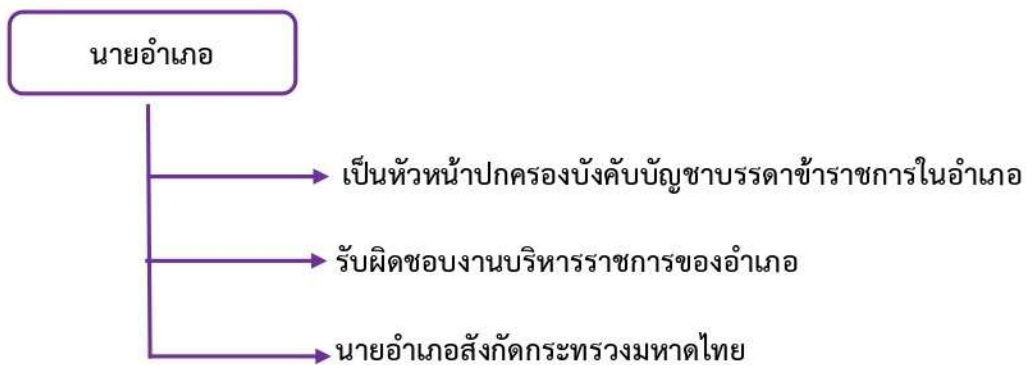 นายอำเภอ
เป็นหัวหน้าปกครองบังคับบัญชาบรรดาข้าราชการในอำเภอ
รับผิดชอบงานบริหารราชการของอำเภอ
นายอำเภอสังกัดกระทรวงมหาดไทย